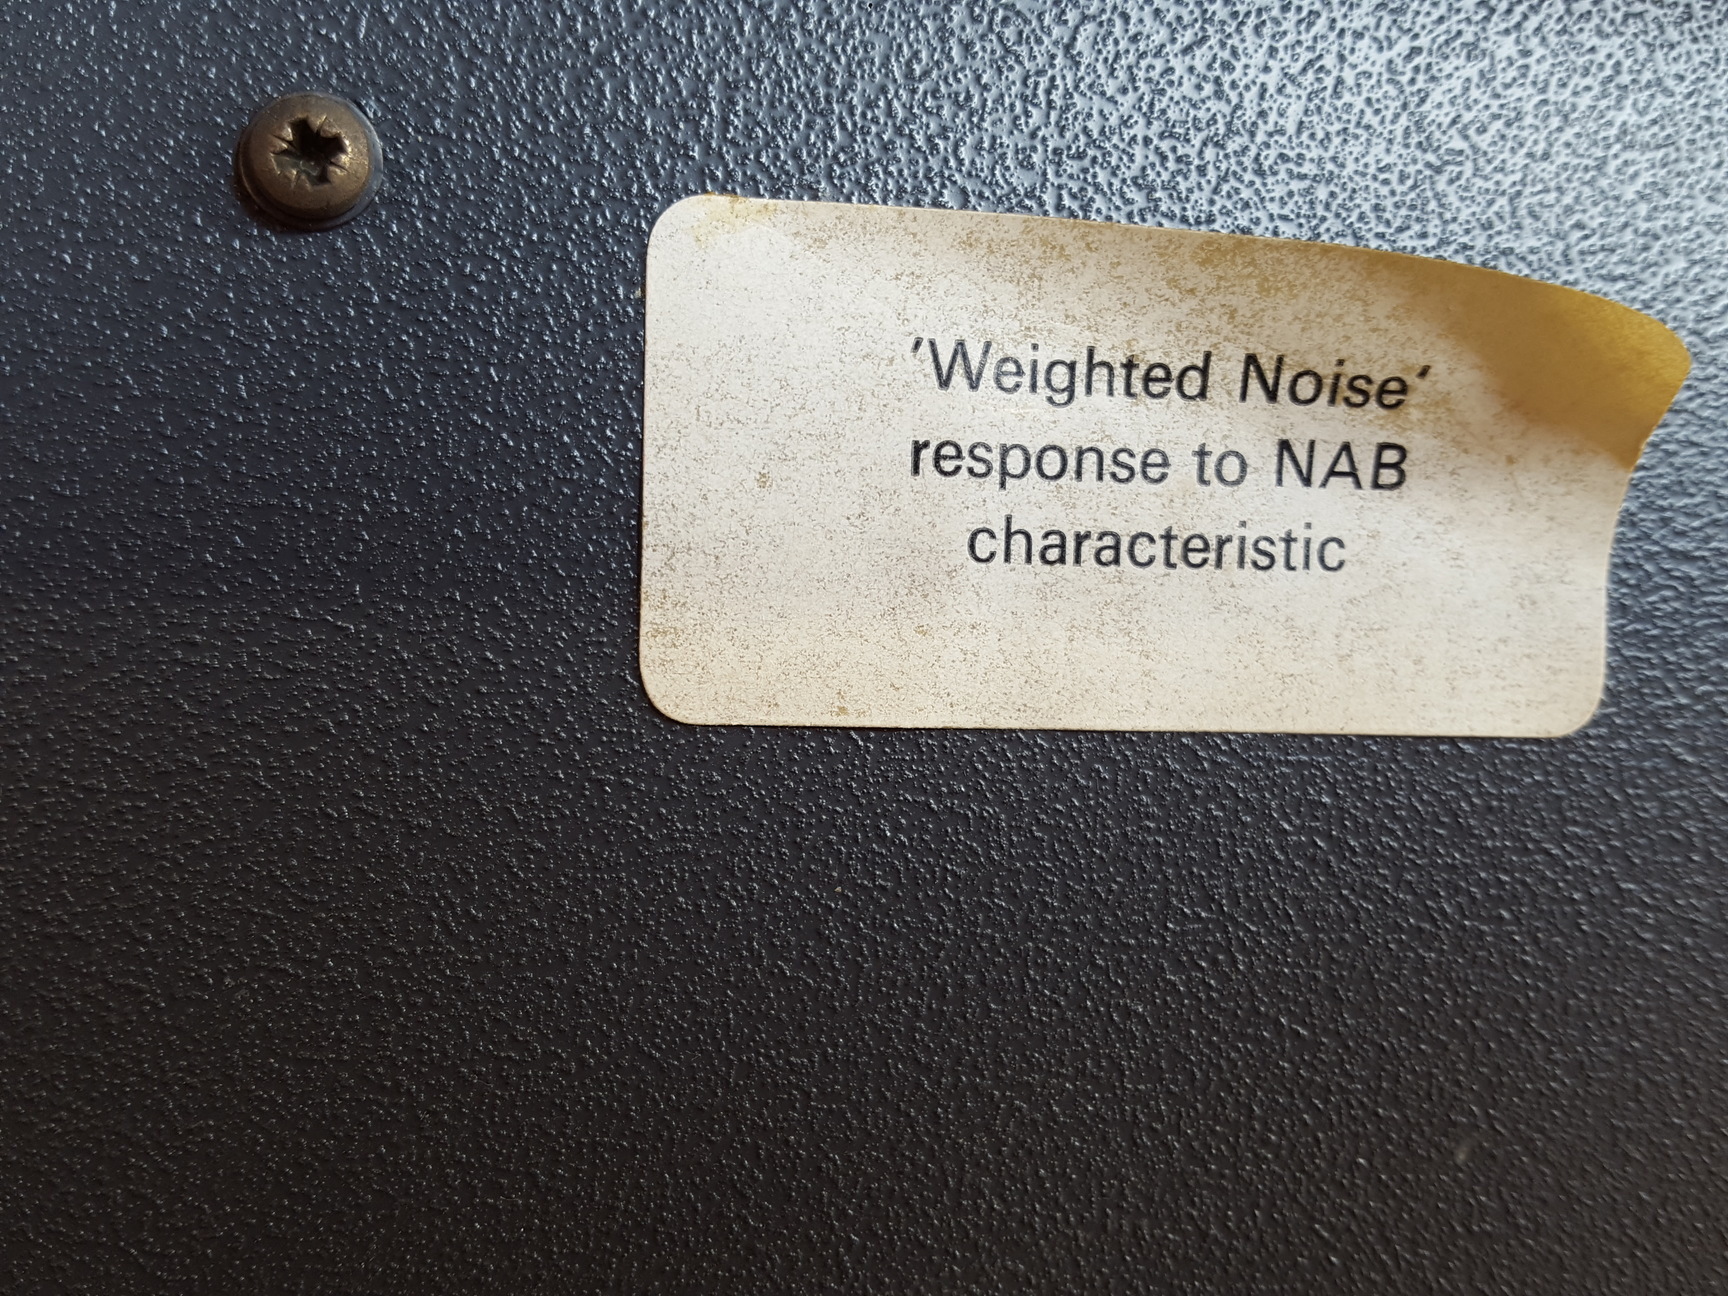 'Weighted Noise'
response to NAB
characteristic